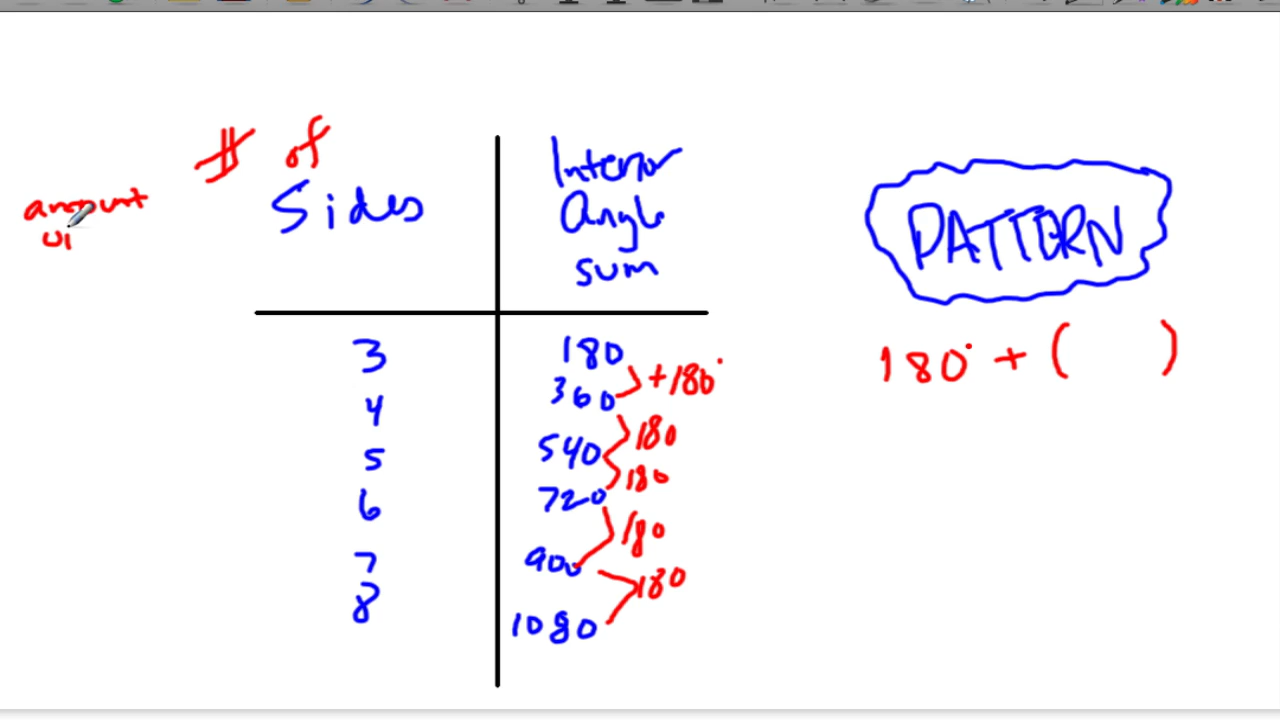 # of
Sides
amount
Interior
Angle
sum
PATTERN
180° + ( )
3 180
+180°
4 360
180
5 540
180
6 720
180
7 900
180
8 1080